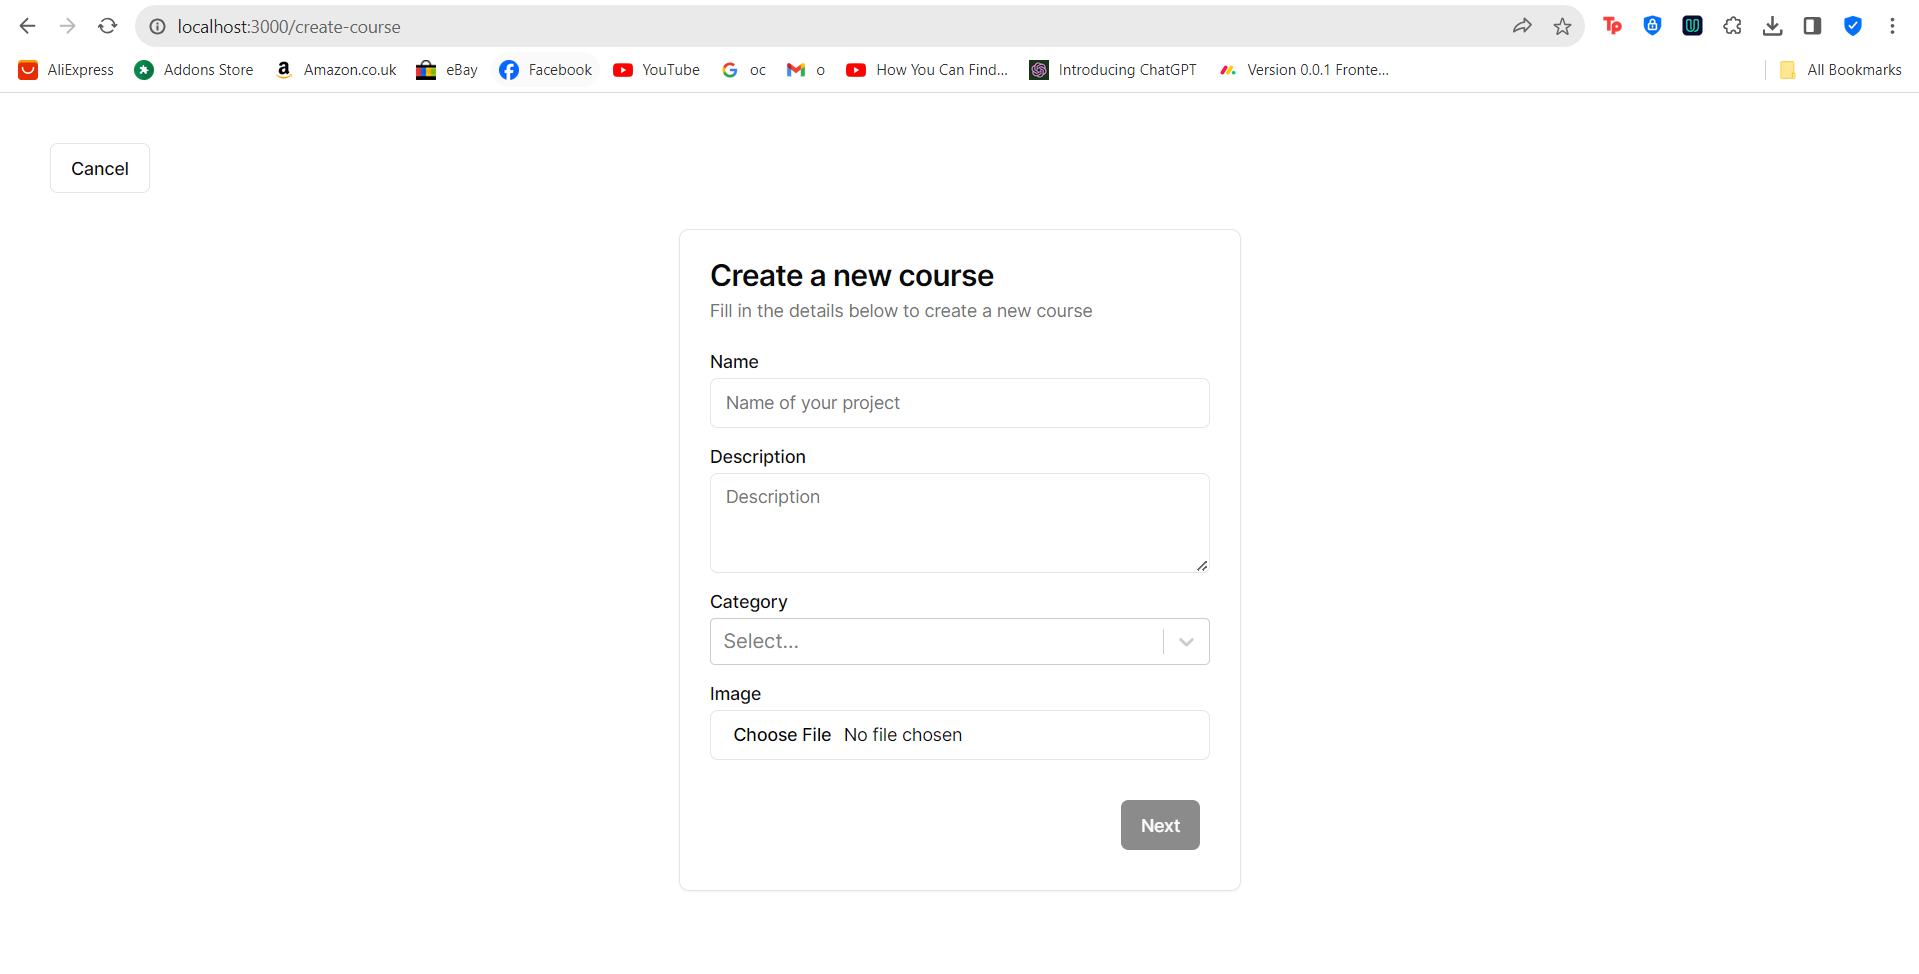 localhost:3000/create-course
AliExpress Addons Store Amazon.co.uk eBay Facebook YouTube oc o How You Can Find... Introducing ChatGPT Version 0.0.1 Fronte... All Bookmarks
Cancel
Create a new course
Fill in the details below to create a new course
Name
Name of your project
Description
Description
Category
Select...
Image
Choose File No file chosen
Next